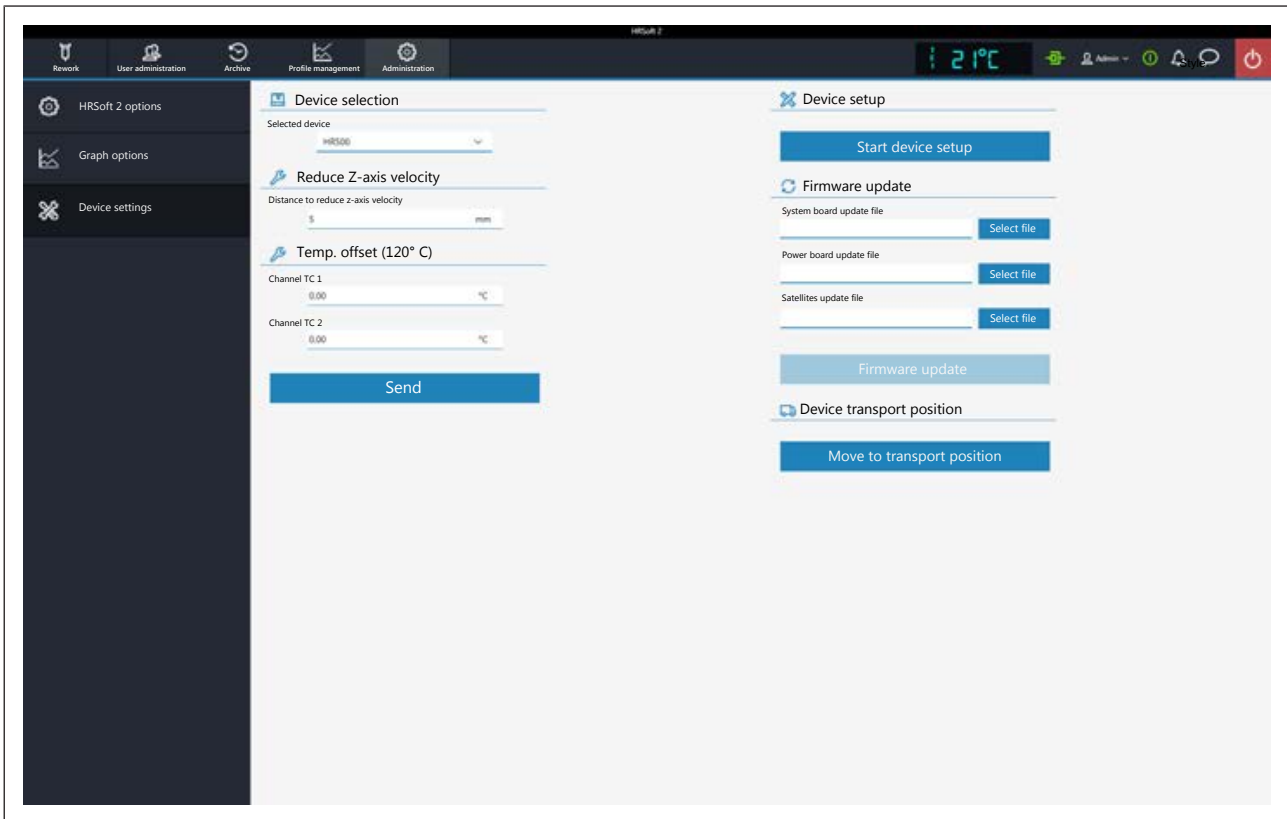 HRSoft 2
Rework
User administration
Archive
Profile management
Administration
21°C
Admin
Style
HRSoft 2 options
Graph options
Device settings
Device selection
Selected device
HR500
Reduce Z-axis velocity
Distance to reduce z-axis velocity
5 mm
Temp. offset (120° C)
Channel TC 1
0.00 °C
Channel TC 2
0.00 °C
Send
Device setup
Start device setup
Firmware update
System board update file
Select file
Power board update file
Select file
Satellites update file
Select file
Firmware update
Device transport position
Move to transport position